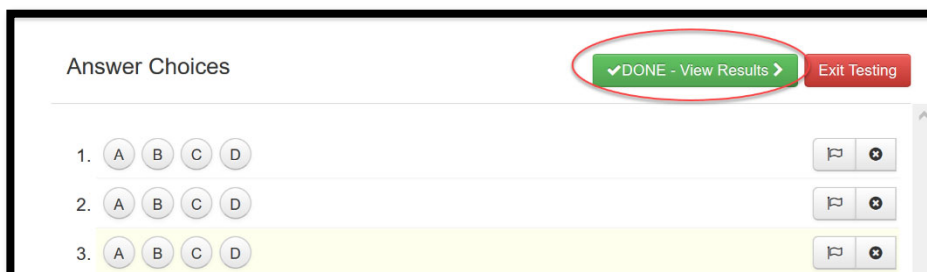 Answer Choices
✔DONE - View Results ❯ Exit Testing
1. A B C D
2. A B C D
3. A B C D